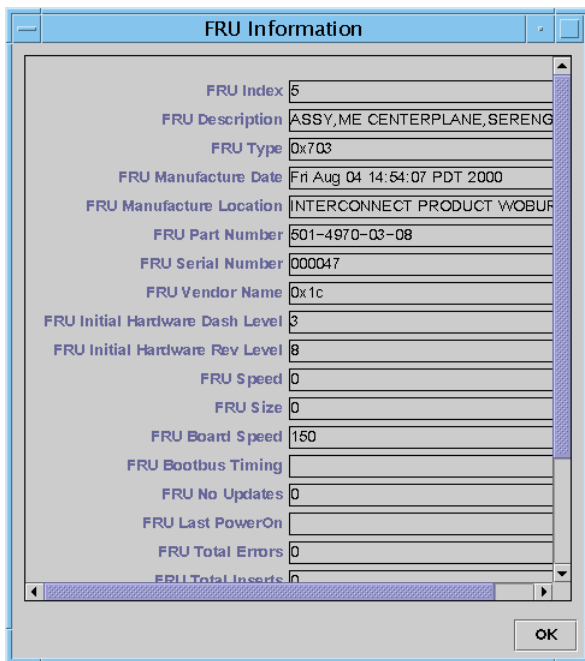 FRU Information
FRU Index 5
FRU Description ASSY,ME CENTERPLANE,SERENG
FRU Type 0x703
FRU Manufacture Date Fri Aug 04 14:54:07 PDT 2000
FRU Manufacture Location INTERCONNECT PRODUCT WOBUR
FRU Part Number 501-4970-03-08
FRU Serial Number 000047
FRU Vendor Name 0x1c
FRU Initial Hardware Dash Level 3
FRU Initial Hardware Rev Level 8
FRU Speed 0
FRU Size 0
FRU Board Speed 150
FRU Bootbus Timing
FRU No Updates 0
FRU Last PowerOn
FRU Total Errors 0
FRU Total Inserts 0
OK